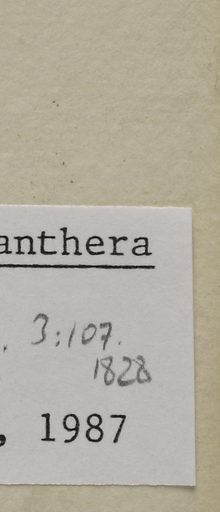 anthera
. 3:107.
1828
, 1987